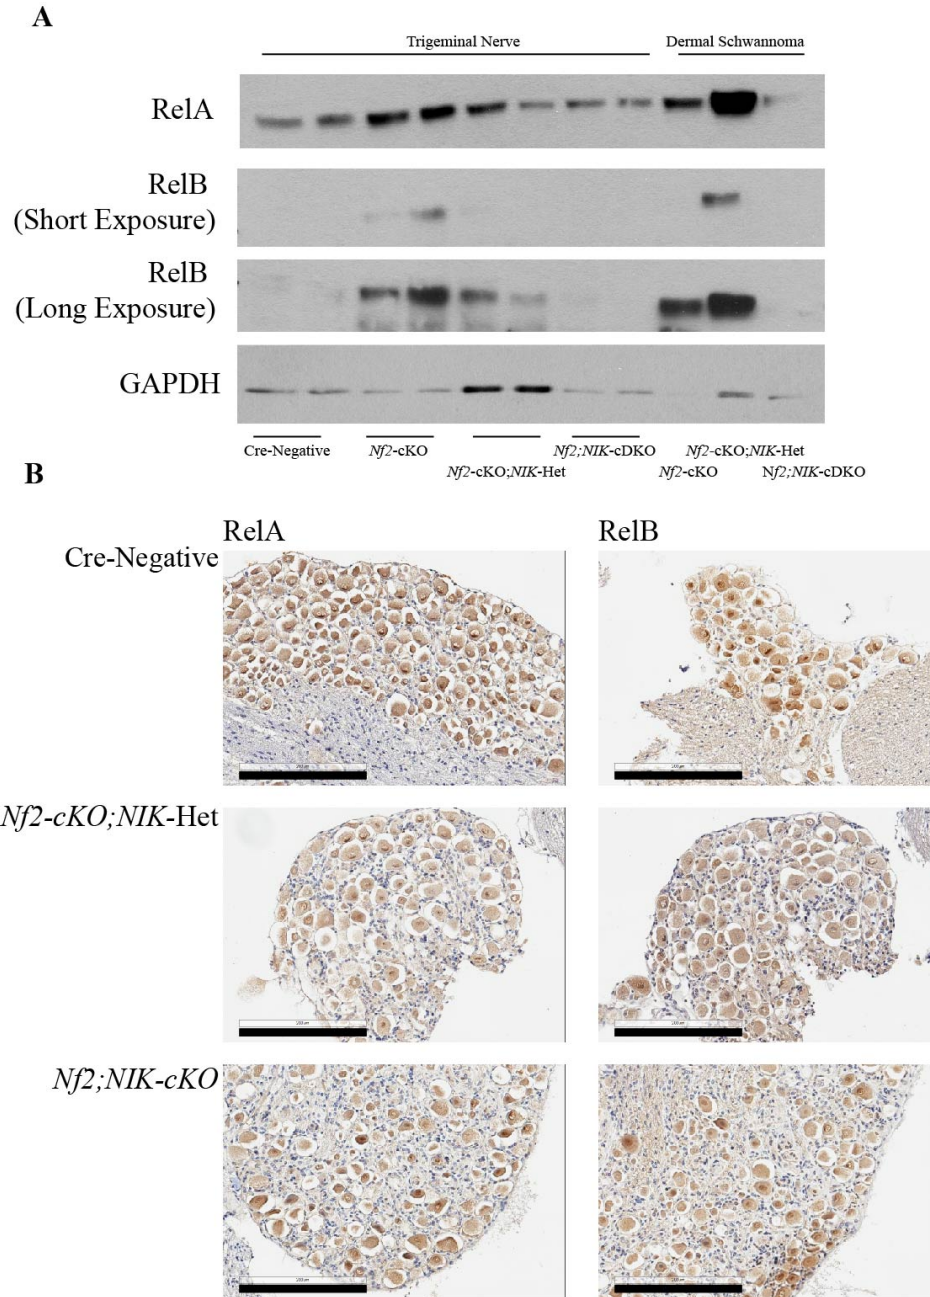 A
Trigeminal Nerve
Dermal Schwannoma
RelA
RelB
(Short Exposure)
RelB
(Long Exposure)
GAPDH
Cre-Negative
Nf2-cKO
Nf2-cKO;NIK-Het
Nf2;NIK-cDKO
Nf2-cKO;NIK-Het
Nf2-cKO
Nf2;NIK-cDKO
B
RelA
RelB
Cre-Negative
Nf2-cKO;NIK-Het
Nf2;NIK-cKO